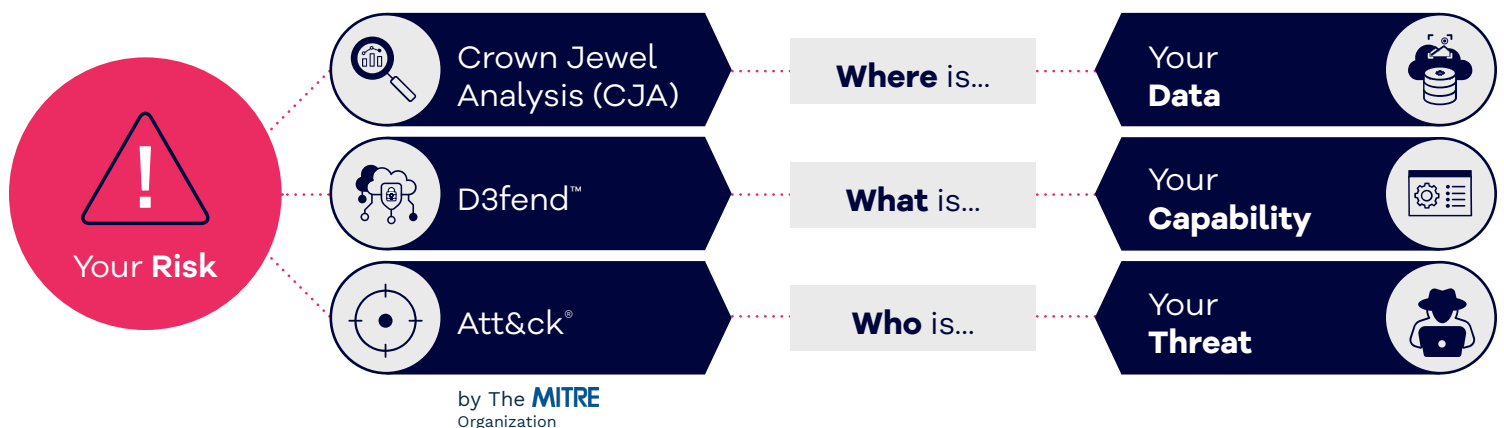 Your Risk
Crown Jewel
Analysis (CJA)
Where is...
Your
Data
D3fend™
What is...
Your
Capability
Att&ck®
Who is...
Your
Threat
by The MITRE
Organization